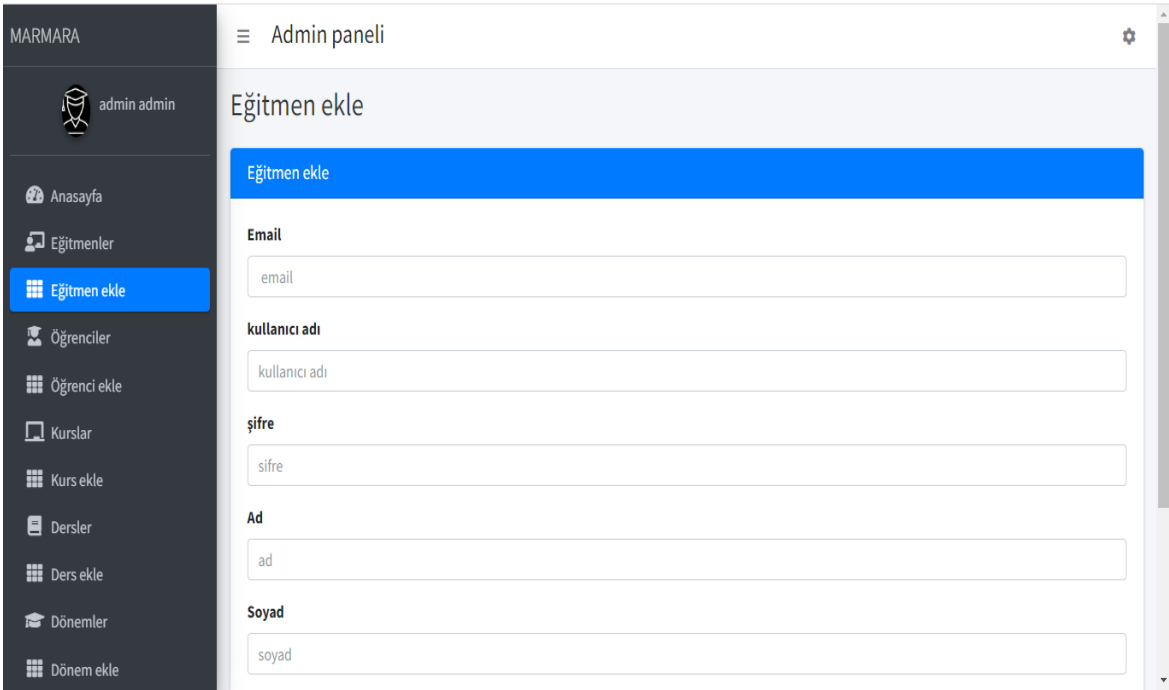 MARMARA
admin admin
Anasayfa
Eğitmenler
Eğitmen ekle
Öğrenciler
Öğrenci ekle
Kurslar
Kurs ekle
Dersler
Ders ekle
Dönemler
Dönem ekle
Admin paneli
Eğitmen ekle
Eğitmen ekle
Email
email
kullanıcı adı
kullanıcı adı
şifre
sifre
Ad
ad
Soyad
soyad